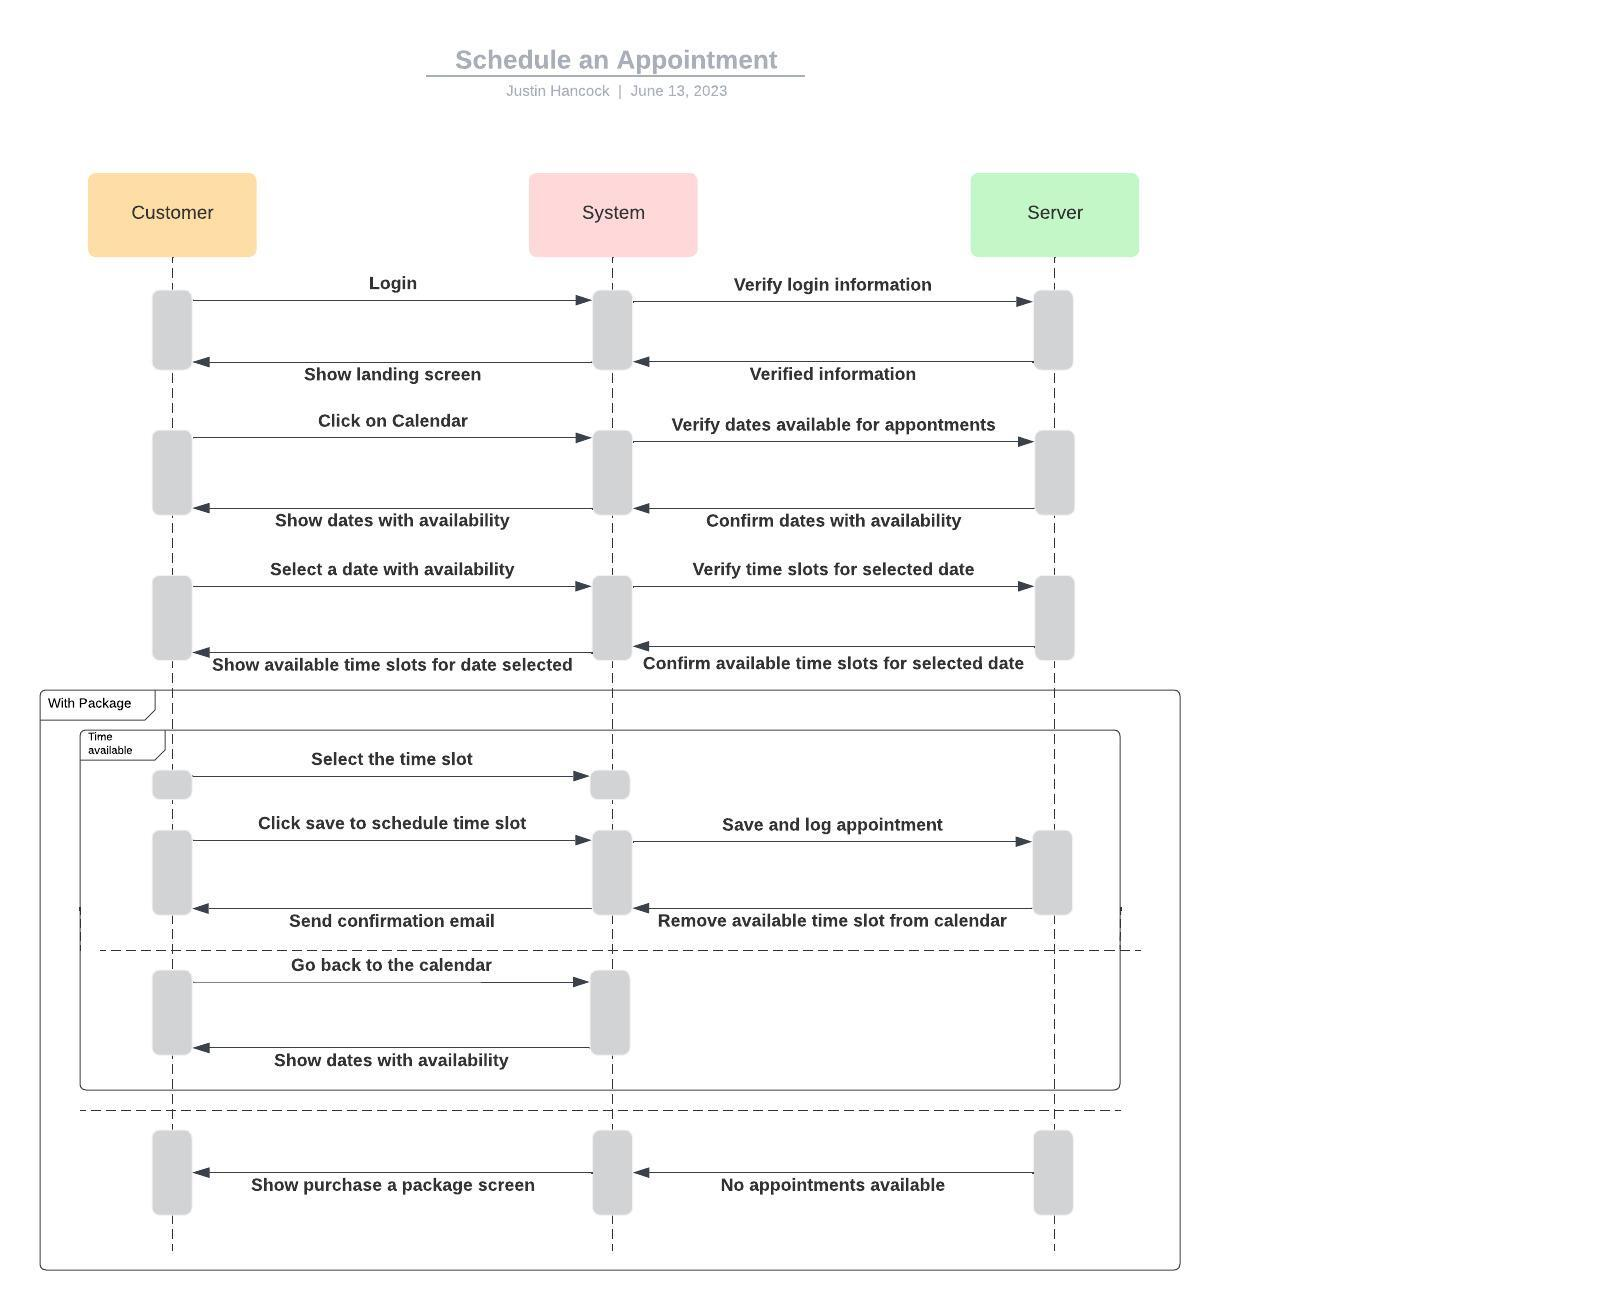 Schedule an Appointment
Justin Hancock | June 13, 2023
Customer
System
Server
Login
Verify login information
Show landing screen
Verified information
Click on Calendar
Verify dates available for appontments
Show dates with availability
Confirm dates with availability
Select a date with availability
Verify time slots for selected date
Show available time slots for date selected
Confirm available time slots for selected date
With Package
Time
available
Select the time slot
Click save to schedule time slot
Save and log appointment
Send confirmation email
Remove available time slot from calendar
Go back to the calendar
Show dates with availability
Show purchase a package screen
No appointments available